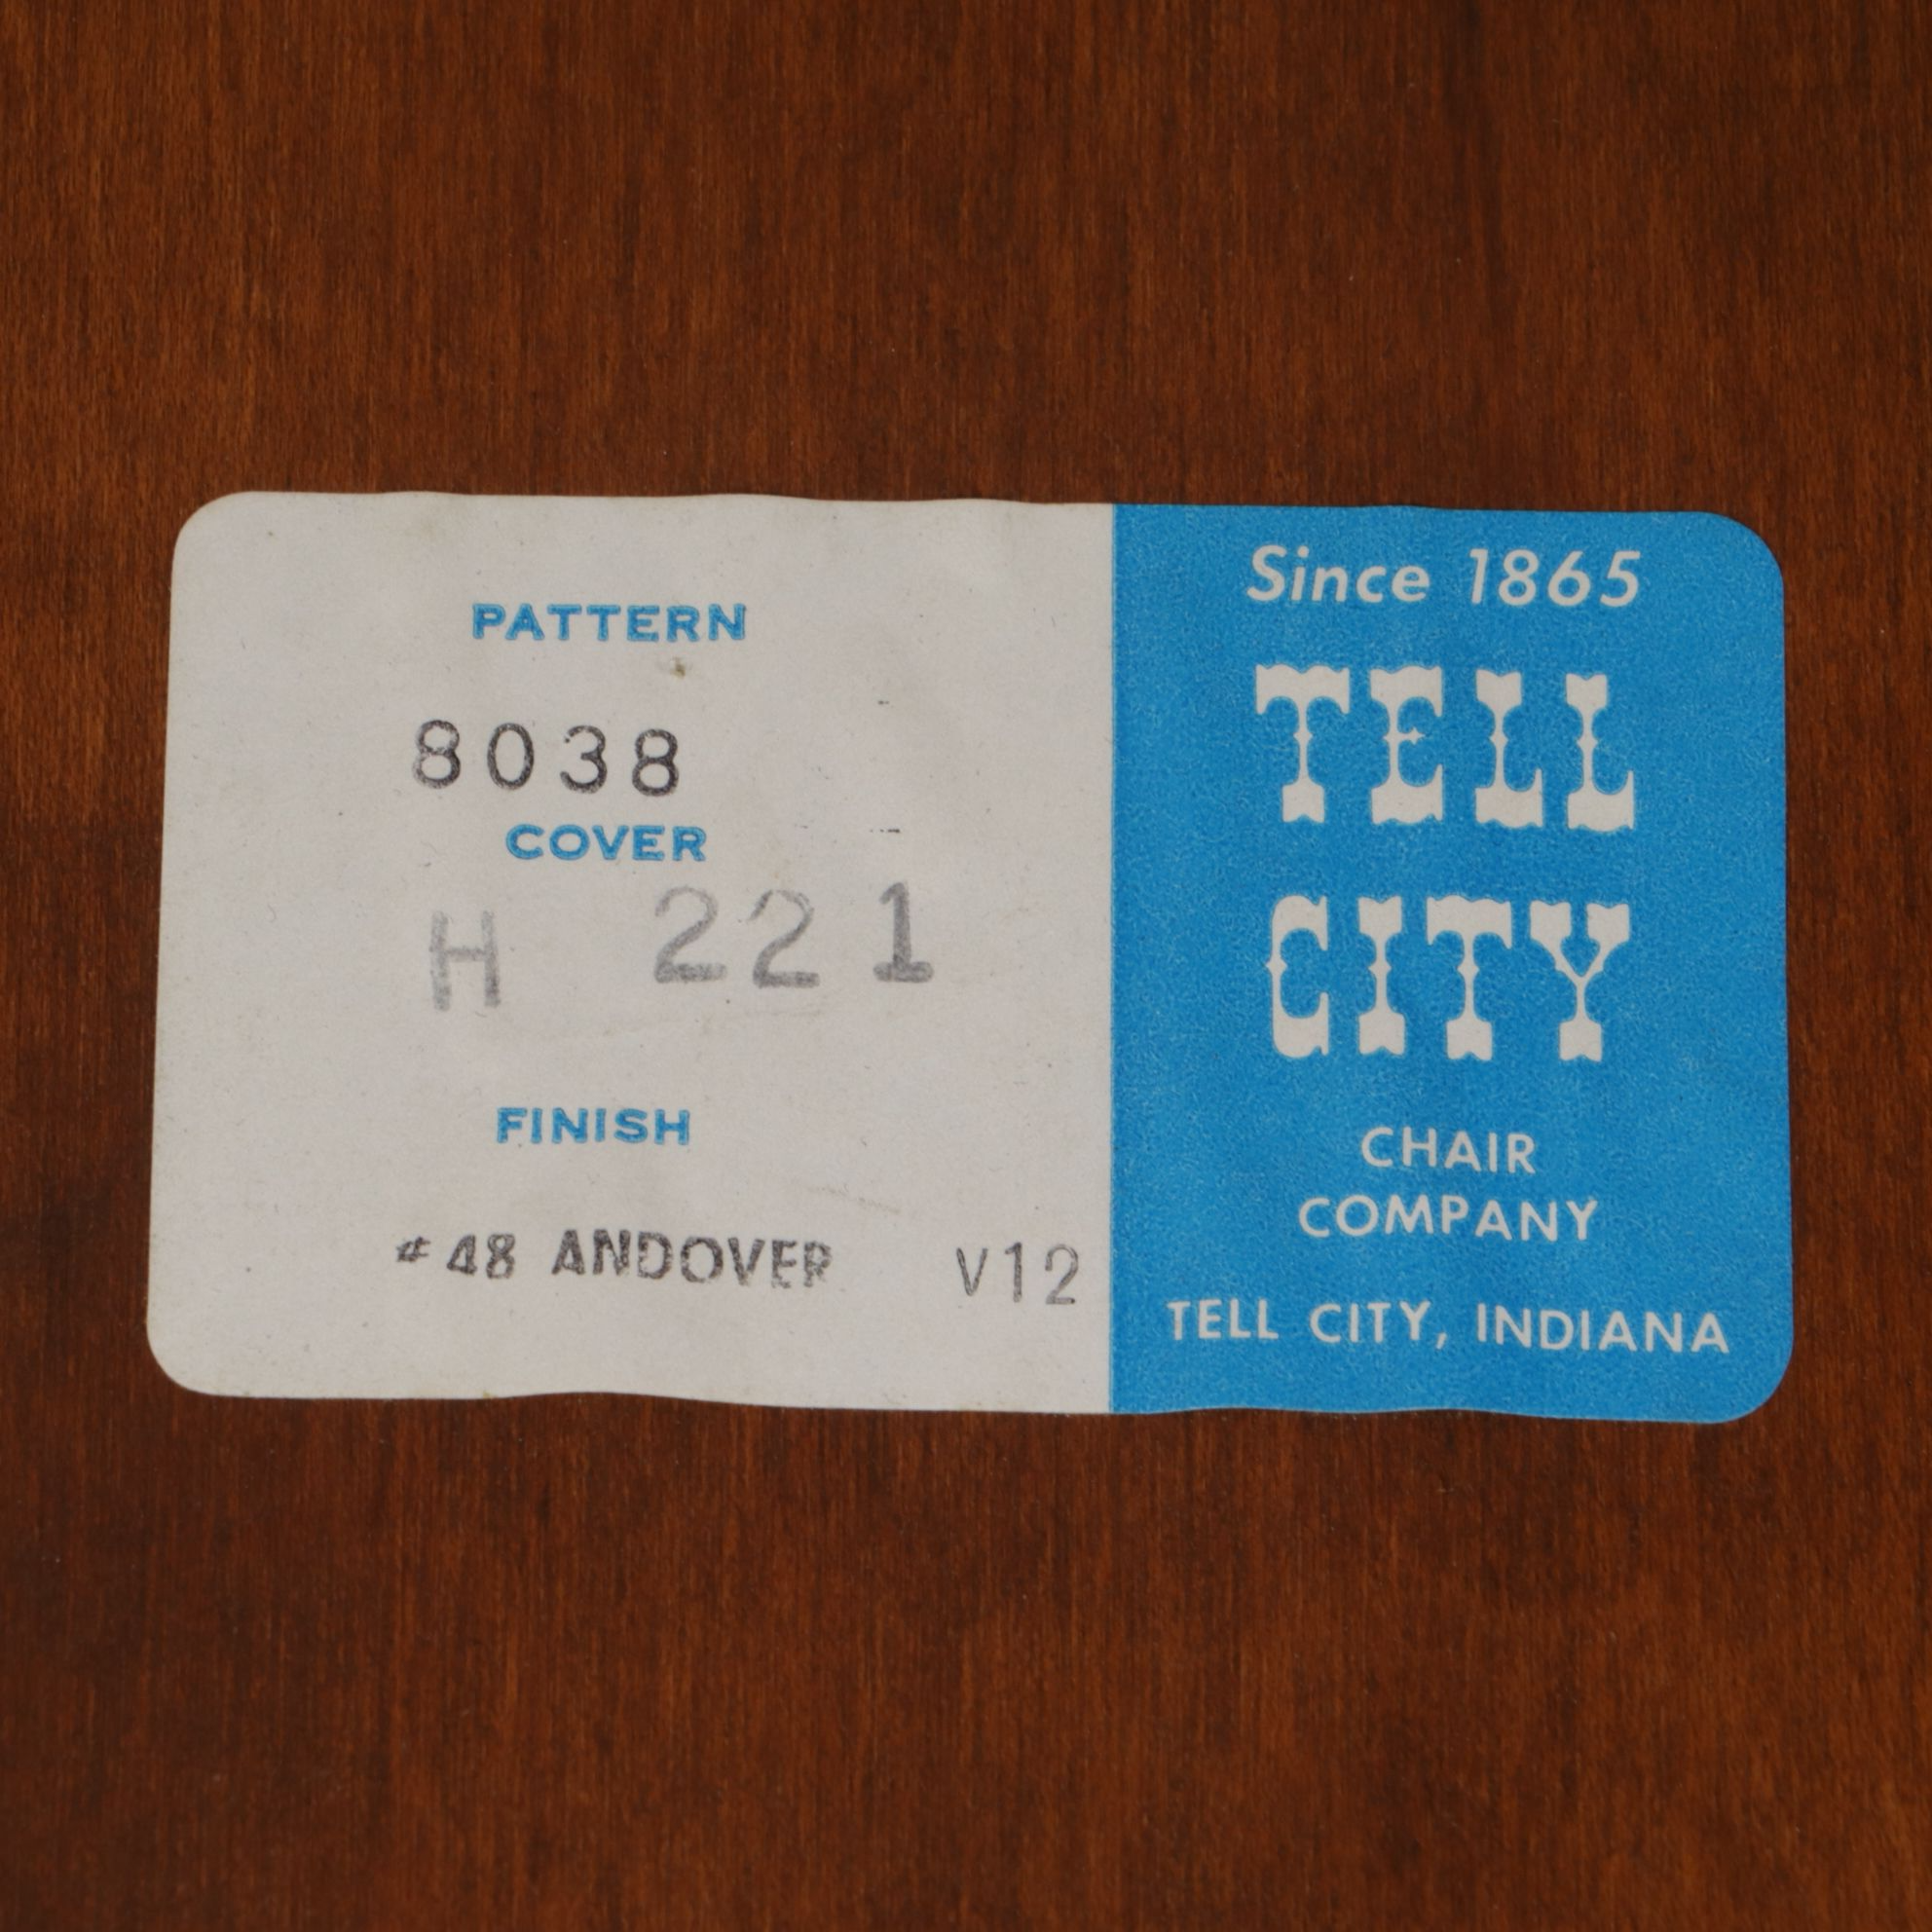 PATTERN
8038
COVER
H 221
FINISH
#48 ANDOVER V12
Since 1865
TELL
CITY
CHAIR
COMPANY
TELL CITY, INDIANA